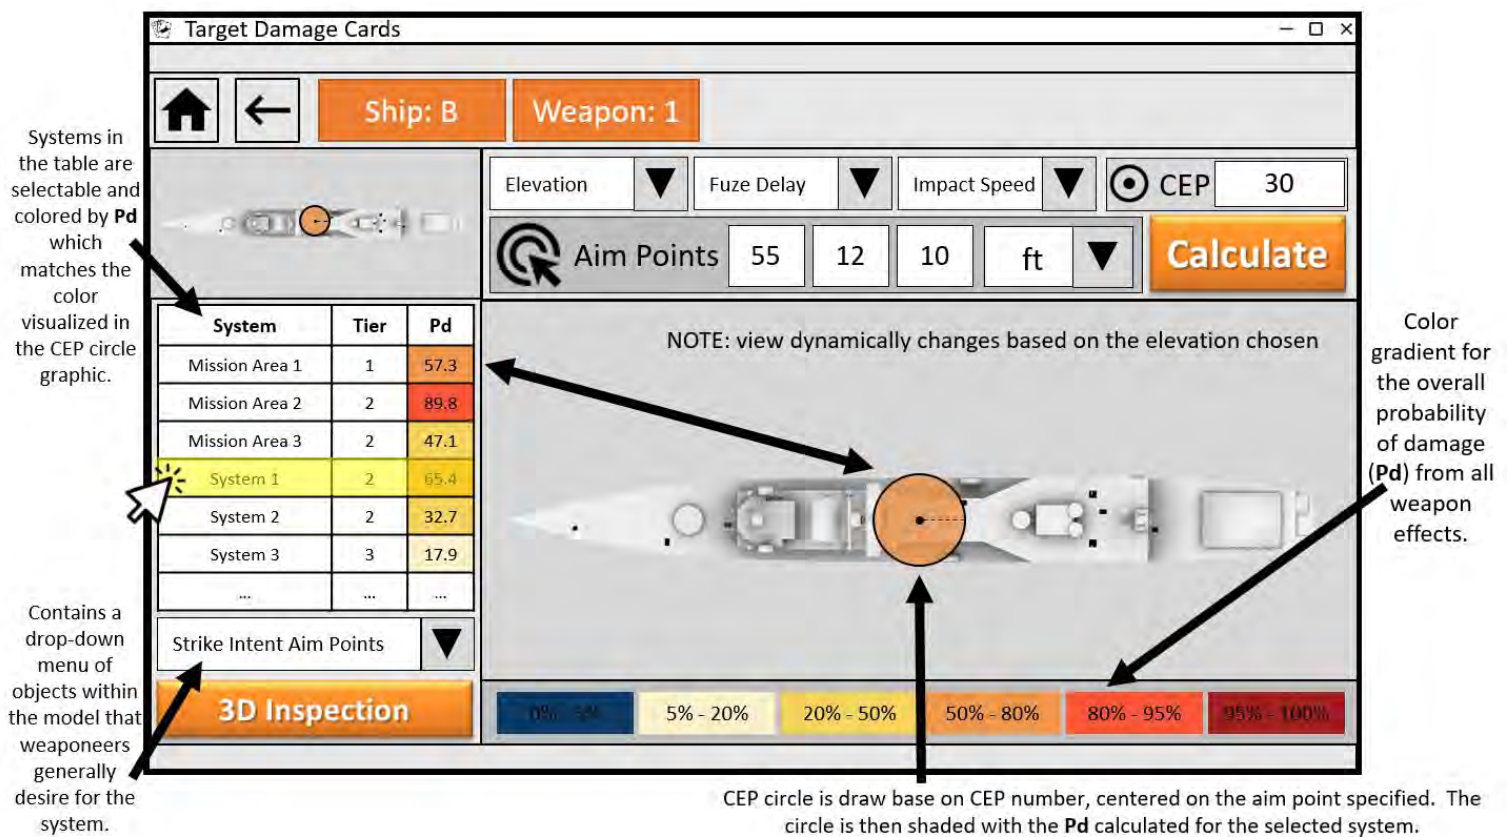 Target Damage Cards
Ship: B
Weapon: 1
Systems in
the table are
selectable and
colored by Pd
which
matches the
color
visualized in
the CEP circle
graphic.
Elevation
Fuze Delay
Impact Speed
CEP
30
Aim Points
55
12
10
ft
Calculate
System Tier Pd
Mission Area 1 1 57.3
Mission Area 2 2 89.8
Mission Area 3 2 47.1
System 1 2 65.4
System 2 2 32.7
System 3 3 17.9
... ... ...
NOTE: view dynamically changes based on the elevation chosen
Color
gradient for
the overall
probability
of damage
(Pd) from all
weapon
effects.
Contains a
drop-down
menu of
objects within
the model that
weaponeers
generally
desire for the
system.
Strike Intent Aim Points
3D Inspection
0% - 5%
5% - 20%
20% - 50%
50% - 80%
80% - 95%
95% - 100%
CEP circle is draw base on CEP number, centered on the aim point specified. The
circle is then shaded with the Pd calculated for the selected system.